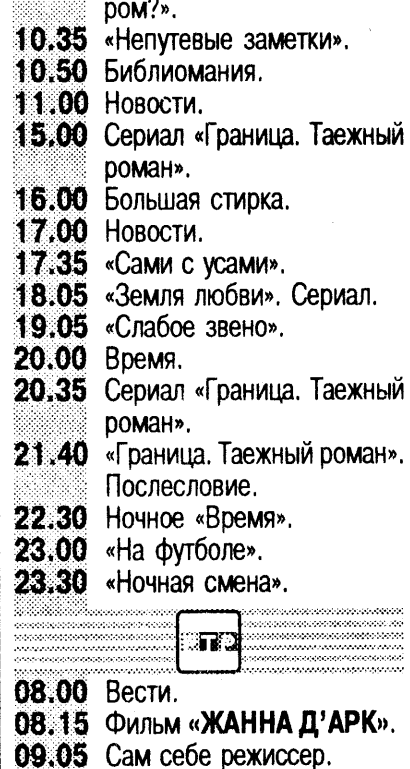 ром?».
10.35 «Непутевые заметки».
10.50 Библиомания.
11.00 Новости.
15.00 Сериал «Граница. Таежный
роман».
16.00 Большая стирка.
17.00 Новости.
17.35 «Сами с усами».
18.05 «Земля любви». Сериал.
19.05 «Слабое звено».
20.00 Время.
20.35 Сериал «Граница. Таежный
роман».
21.40 «Граница. Таежный роман».
Послесловие.
22.30 Ночное «Время».
23.00 «На футболе».
23.30 «Ночная смена».
08.00 Вести.
08.15 Фильм «ЖАННА Д'АРК».
09.05 Сам себе режиссер.